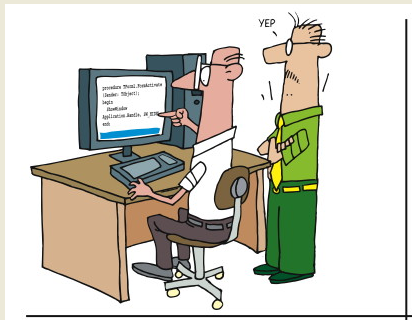 YEP
procedure TForm1.FormActivate
(Sender: TObject);
begin
ShowWindow
Application.Handle, SW_HIDE
end